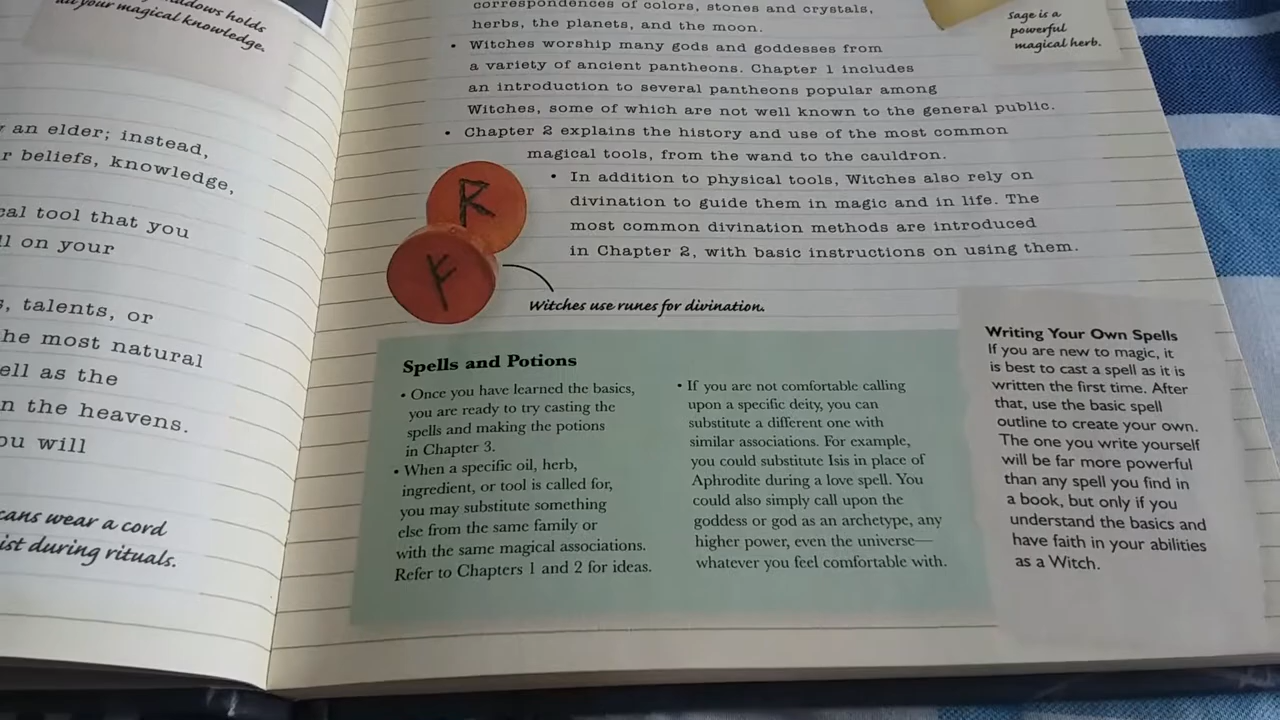 adows holds
all your magical knowledge.
an elder; instead,
r beliefs, knowledge,
cal tool that you
ll on your
s, talents, or
he most natural
ell as the
n the heavens.
ou will
cans wear a cord
ist during rituals.
correspondences of colors, stones and crystals,
herbs, the planets, and the moon.
• Witches worship many gods and goddesses from
a variety of ancient pantheons. Chapter 1 includes
an introduction to several pantheons popular among
Witches, some of which are not well known to the general public.
• Chapter 2 explains the history and use of the most common
magical tools, from the wand to the cauldron.
• In addition to physical tools, Witches also rely on
divination to guide them in magic and in life. The
most common divination methods are introduced
in Chapter 2, with basic instructions on using them.
Sage is a
powerful
magical herb.
ᚱ
ᚠ
Witches use runes for divination.
Spells and Potions
• Once you have learned the basics,
you are ready to try casting the
spells and making the potions
in Chapter 3.
• When a specific oil, herb,
ingredient, or tool is called for,
you may substitute something
else from the same family or
with the same magical associations.
Refer to Chapters 1 and 2 for ideas.
• If you are not comfortable calling
upon a specific deity, you can
substitute a different one with
similar associations. For example,
you could substitute Isis in place of
Aphrodite during a love spell. You
could also simply call upon the
goddess or god as an archetype, any
higher power, even the universe—
whatever you feel comfortable with.
Writing Your Own Spells
If you are new to magic, it
is best to cast a spell as it is
written the first time. After
that, use the basic spell
outline to create your own.
The one you write yourself
will be far more powerful
than any spell you find in
a book, but only if you
understand the basics and
have faith in your abilities
as a Witch.